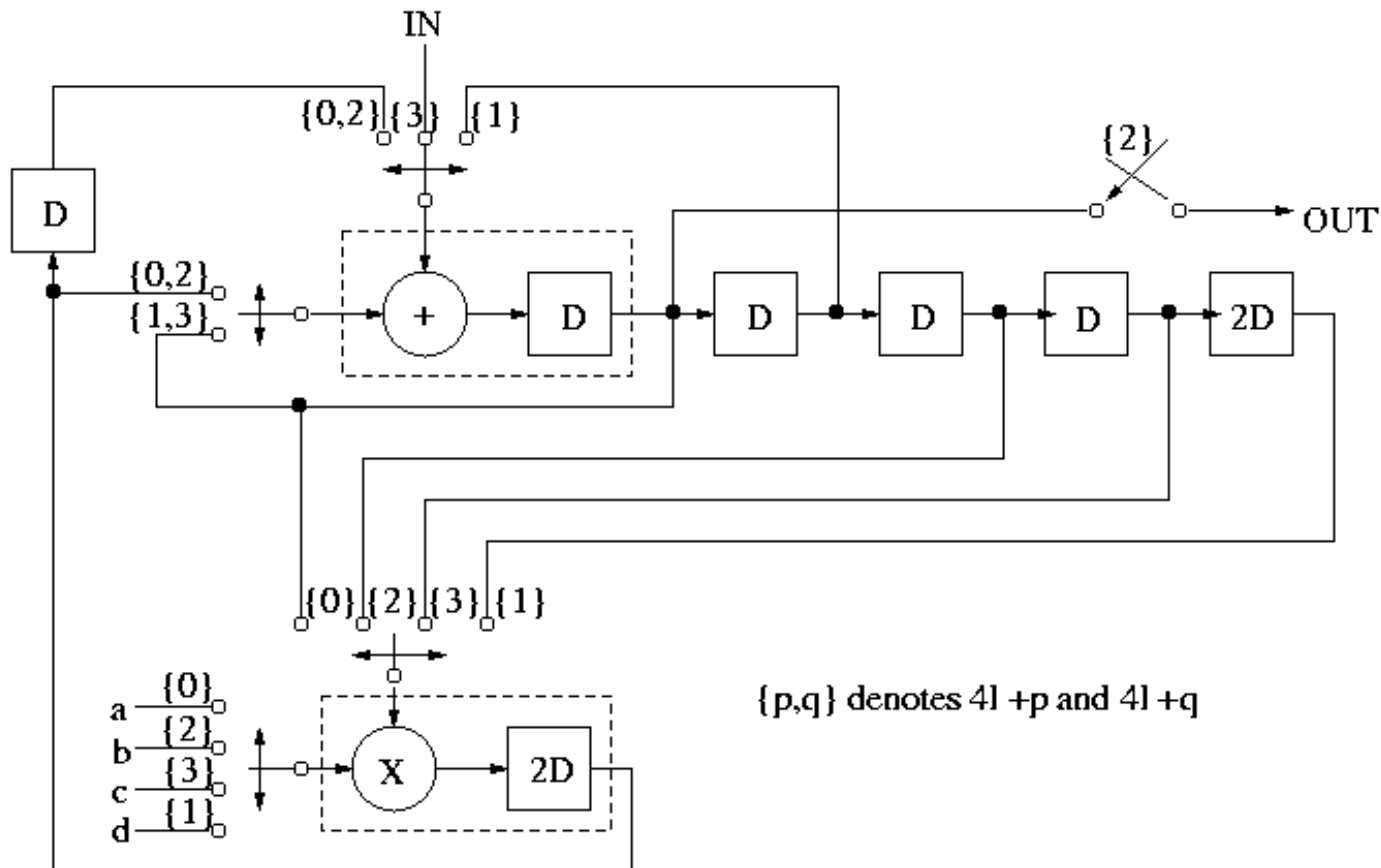 IN
{0,2} {3} {1}
{2}
D
OUT
{0,2}
{1,3}
+
D
D
D
D
2D
{0} {2} {3} {1}
a {0}
b {2}
c {3}
d {1}
X
2D
{p,q} denotes 4l +p and 4l +q